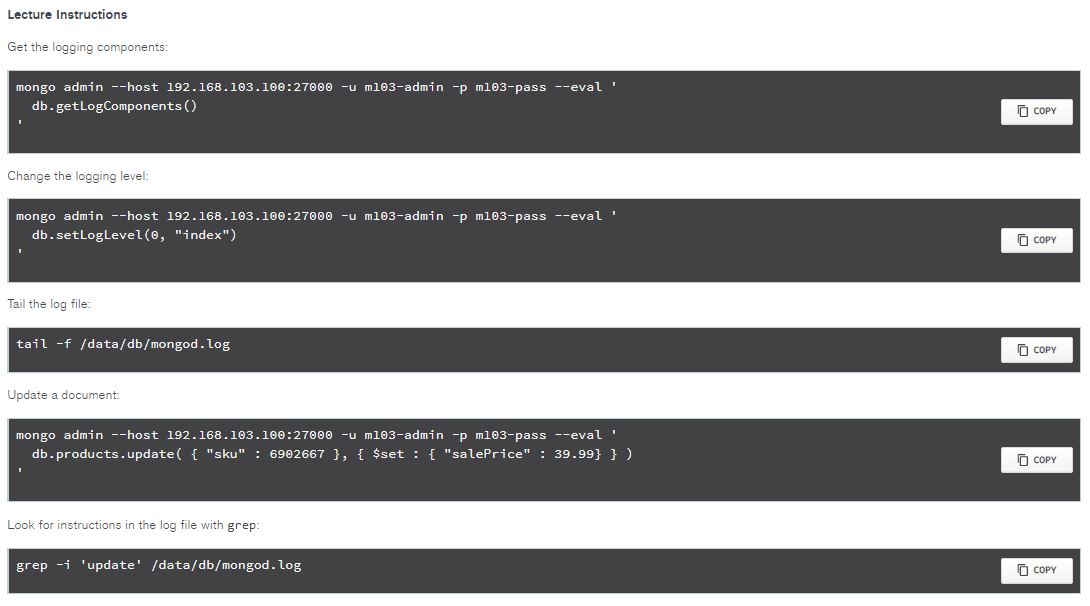 Lecture Instructions
Get the logging components:
mongo admin --host 192.168.103.100:27000 -u m103-admin -p m103-pass --eval '
  db.getLogComponents()
'
COPY
Change the logging level:
mongo admin --host 192.168.103.100:27000 -u m103-admin -p m103-pass --eval '
  db.setLogLevel(0, "index")
'
COPY
Tail the log file:
tail -f /data/db/mongod.log
COPY
Update a document:
mongo admin --host 192.168.103.100:27000 -u m103-admin -p m103-pass --eval '
  db.products.update( { "sku" : 6902667 }, { $set : { "salePrice" : 39.99} } )
'
COPY
Look for instructions in the log file with grep:
grep -i 'update' /data/db/mongod.log
COPY